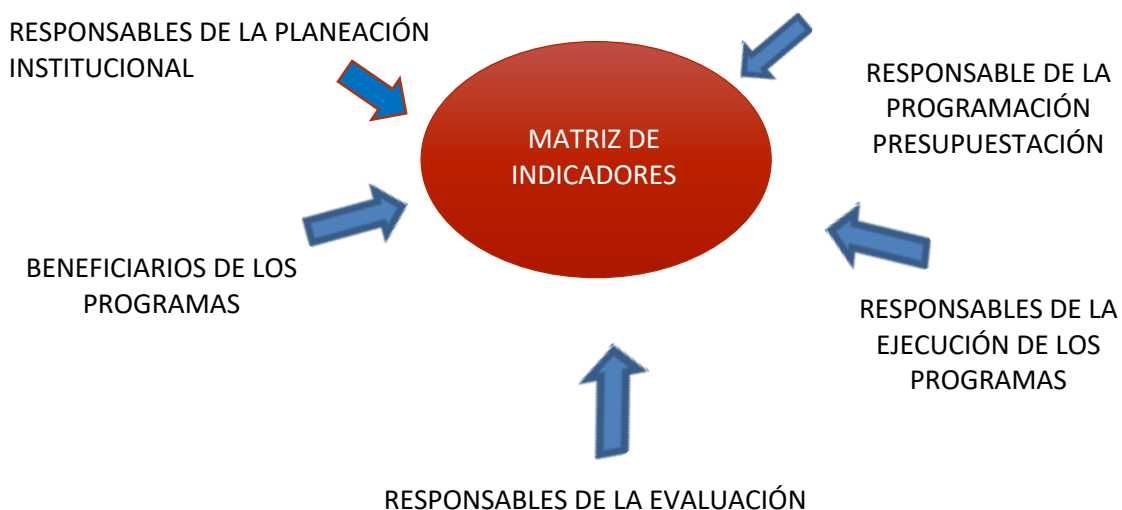 RESPONSABLES DE LA PLANEACIÓN
INSTITUCIONAL
RESPONSABLE DE LA
PROGRAMACIÓN
PRESUPUESTACIÓN
MATRIZ DE
INDICADORES
BENEFICIARIOS DE LOS
PROGRAMAS
RESPONSABLES DE LA
EJECUCIÓN DE LOS
PROGRAMAS
RESPONSABLES DE LA EVALUACIÓN